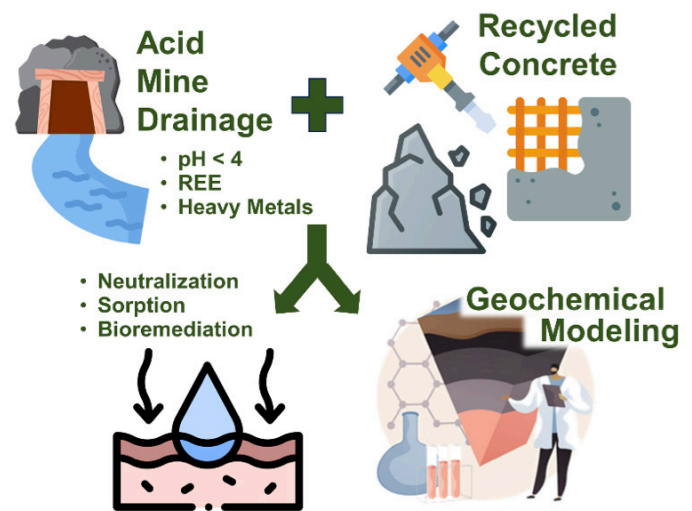 Acid
Mine
Drainage
• pH < 4
• REE
• Heavy Metals
Recycled
Concrete
• Neutralization
• Sorption
• Bioremediation
Geochemical
Modeling